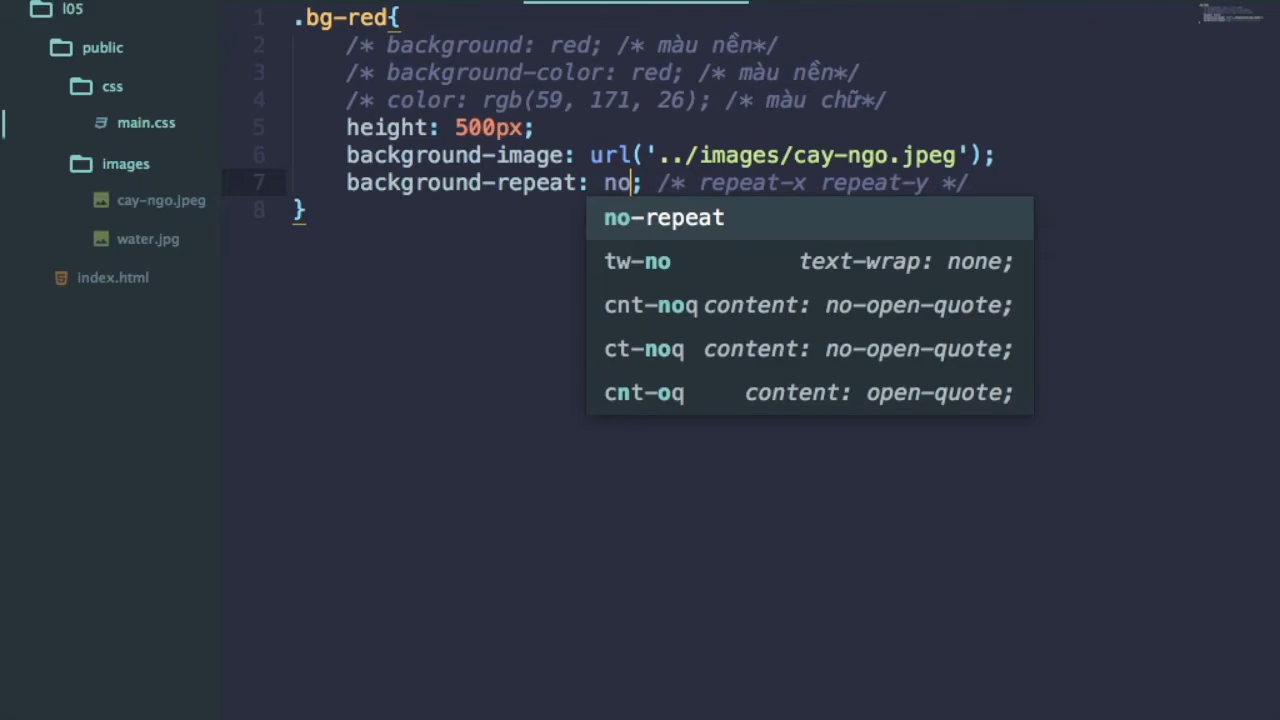 l05
public
css
main.css
images
cay-ngo.jpeg
water.jpg
index.html
1 .bg-red{
2 /* background: red; /* màu nền*/
3 /* background-color: red; /* màu nền*/
4 /* color: rgb(59, 171, 26); /* màu chữ*/
5 height: 500px;
6 background-image: url('../images/cay-ngo.jpeg');
7 background-repeat: no; /* repeat-x repeat-y */
8 }
no-repeat
tw-no text-wrap: none;
cnt-noq content: no-open-quote;
ct-noq content: no-open-quote;
cnt-oq content: open-quote;